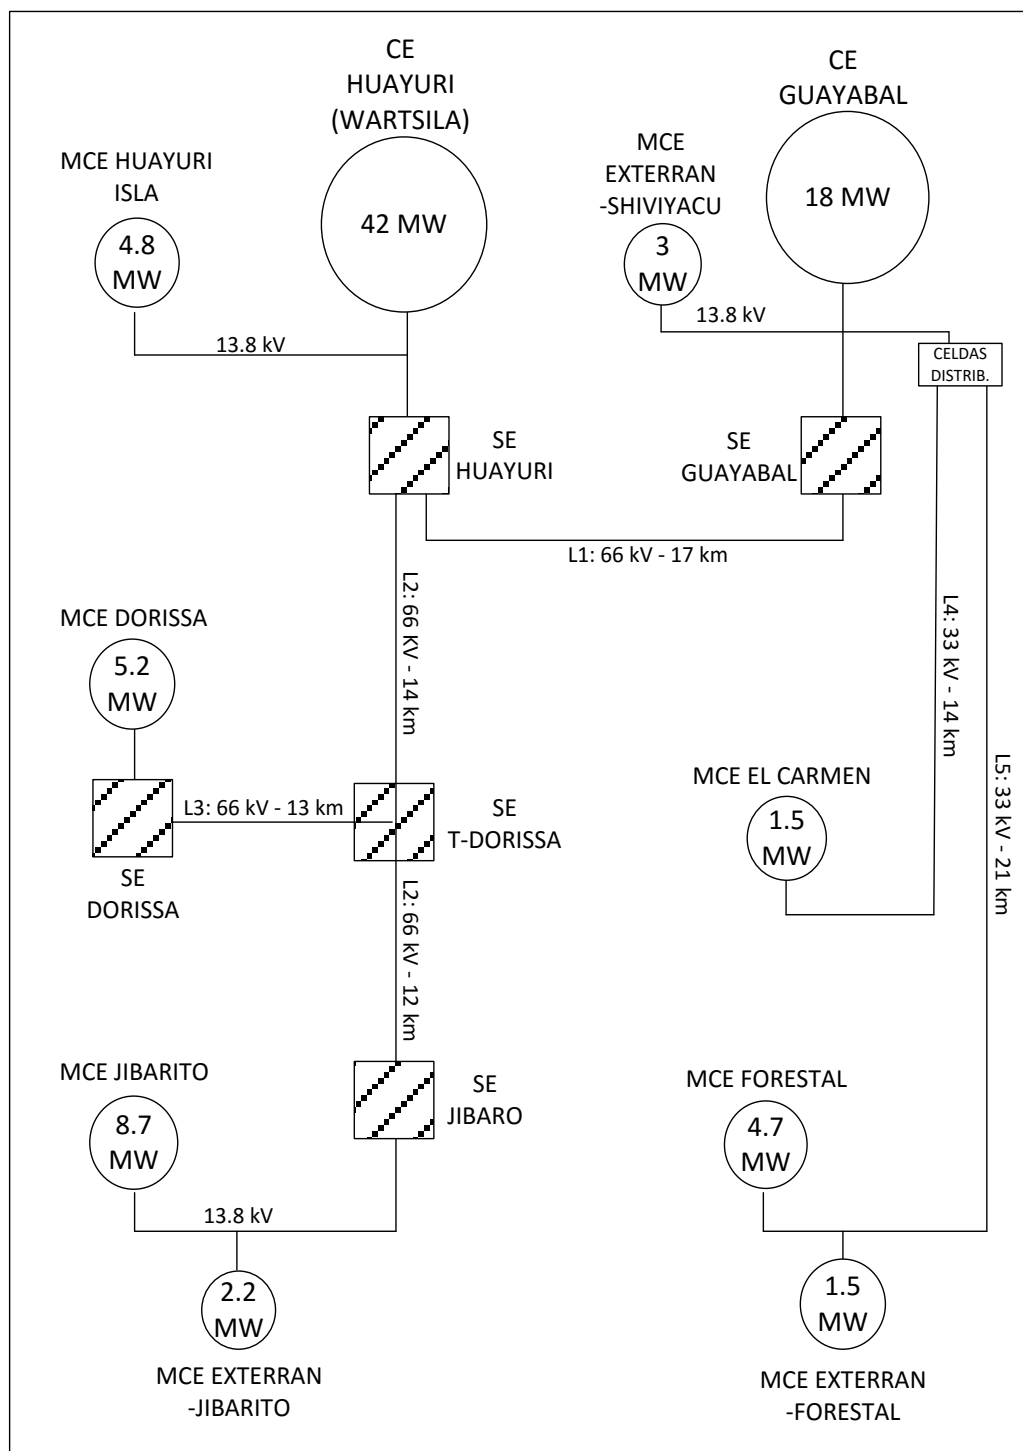 CE
HUAYURI
(WARTSILA)
42 MW
MCE HUAYURI
ISLA
4.8
MW
13.8 kV
CE
GUAYABAL
18 MW
MCE
EXTERRAN
-SHIVIYACU
3
MW
13.8 kV
CELDAS
DISTRIB.
SE
HUAYURI
SE
GUAYABAL
L1: 66 kV - 17 km
L2: 66 KV - 14 km
MCE DORISSA
5.2
MW
L3: 66 kV - 13 km
SE
DORISSA
SE
T-DORISSA
L4: 33 kV - 14 km
L5: 33 kV - 21 km
MCE EL CARMEN
1.5
MW
L2: 66 kV - 12 km
SE
JIBARO
MCE JIBARITO
8.7
MW
13.8 kV
2.2
MW
MCE EXTERRAN
-JIBARITO
MCE FORESTAL
4.7
MW
1.5
MW
MCE EXTERRAN
-FORESTAL